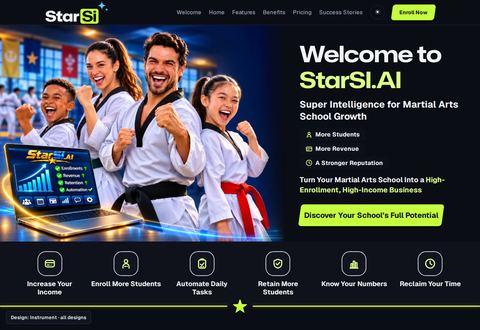 StarSi
Welcome
Home
Features
Benefits
Pricing
Success Stories
Enroll Now
Welcome to
StarSI.AI
Super Intelligence for Martial Arts
School Growth
More Students
More Revenue
A Stronger Reputation
Turn Your Martial Arts School Into a High-
Enrollment, High-Income Business
Discover Your School's Full Potential
StarSI.AI
Enrollments ?
Revenue ?
Retention ?
Automation
Increase Your
Income
Enroll More Students
Automate Daily
Tasks
Retain More
Students
Know Your Numbers
Reclaim Your Time
Design: Instrument · all designs